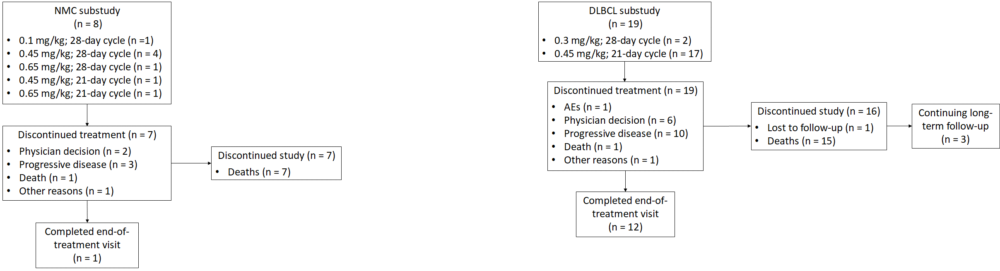 NMC substudy
(n = 8)
• 0.1 mg/kg; 28-day cycle (n =1)
• 0.45 mg/kg; 28-day cycle (n = 4)
• 0.65 mg/kg; 28-day cycle (n = 1)
• 0.45 mg/kg; 21-day cycle (n = 1)
• 0.65 mg/kg; 21-day cycle (n = 1)
Discontinued treatment (n = 7)
• Physician decision (n = 2)
• Progressive disease (n = 3)
• Death (n = 1)
• Other reasons (n = 1)
Discontinued study (n = 7)
• Deaths (n = 7)
Completed end-of-
treatment visit
(n = 1)
DLBCL substudy
(n = 19)
• 0.3 mg/kg; 28-day cycle (n = 2)
• 0.45 mg/kg; 21-day cycle (n = 17)
Discontinued treatment (n = 19)
• AEs (n = 1)
• Physician decision (n = 6)
• Progressive disease (n = 10)
• Death (n = 1)
• Other reasons (n = 1)
Discontinued study (n = 16)
• Lost to follow-up (n = 1)
• Deaths (n = 15)
Continuing long-
term follow-up
(n = 3)
Completed end-of-
treatment visit
(n = 12)